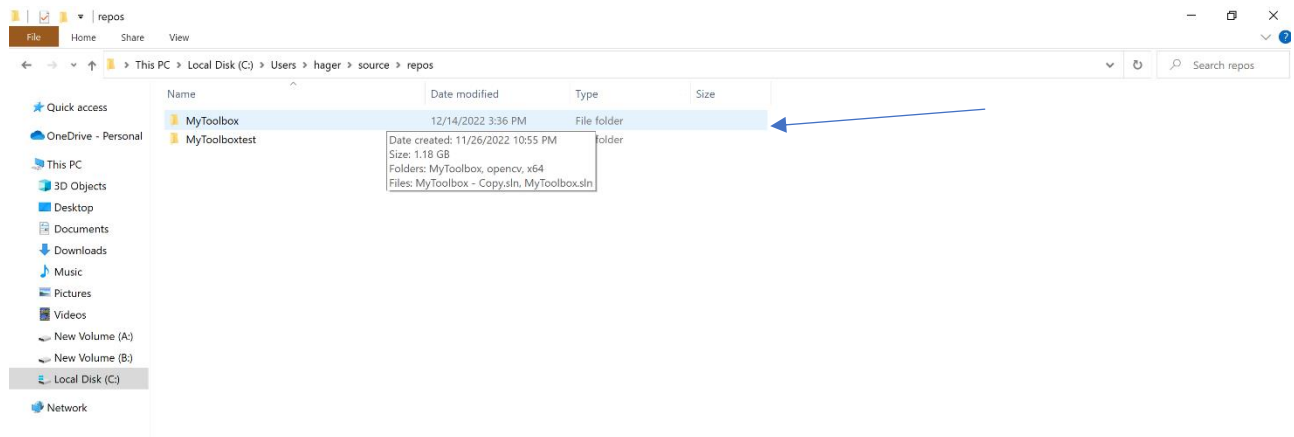 repos
File Home Share View
This PC > Local Disk (C:) > Users > hager > source > repos
Search repos
Name Date modified Type Size
Quick access
OneDrive - Personal
This PC
3D Objects
Desktop
Documents
Downloads
Music
Pictures
Videos
New Volume (A:)
New Volume (B:)
Local Disk (C:)
Network
MyToolbox 12/14/2022 3:36 PM File folder
MyToolboxtest folder
Date created: 11/26/2022 10:55 PM
Size: 1.18 GB
Folders: MyToolbox, opencv, x64
Files: MyToolbox - Copy.sln, MyToolbox.sln